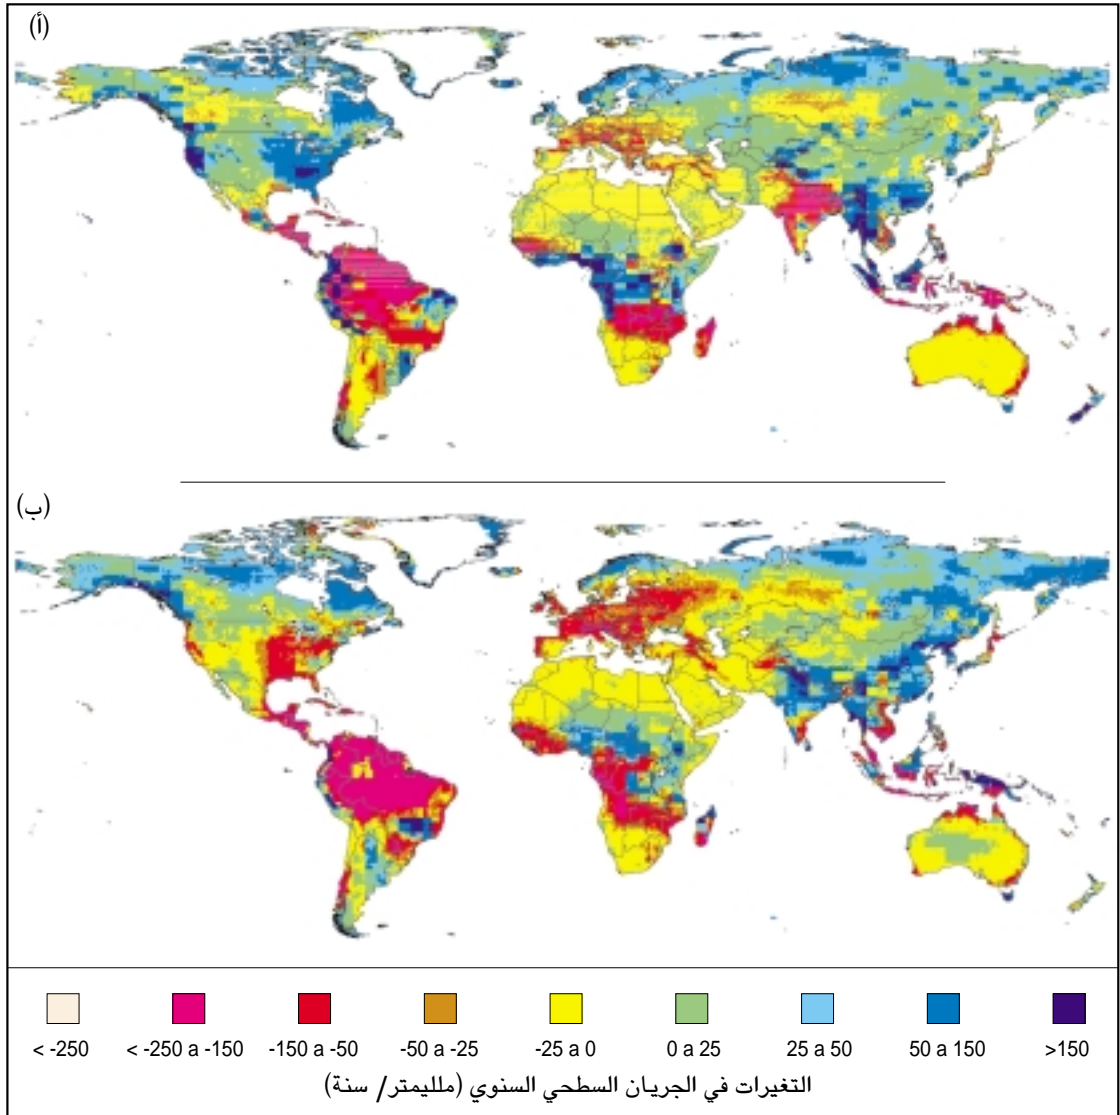 (أ)
(ب)
< -250
< -250 a -150
-150 a -50
-50 a -25
-25 a 0
0 a 25
25 a 50
50 a 150
>150
التغيرات في الجريان السطحي السنوي (ملليمتر/ سنة)